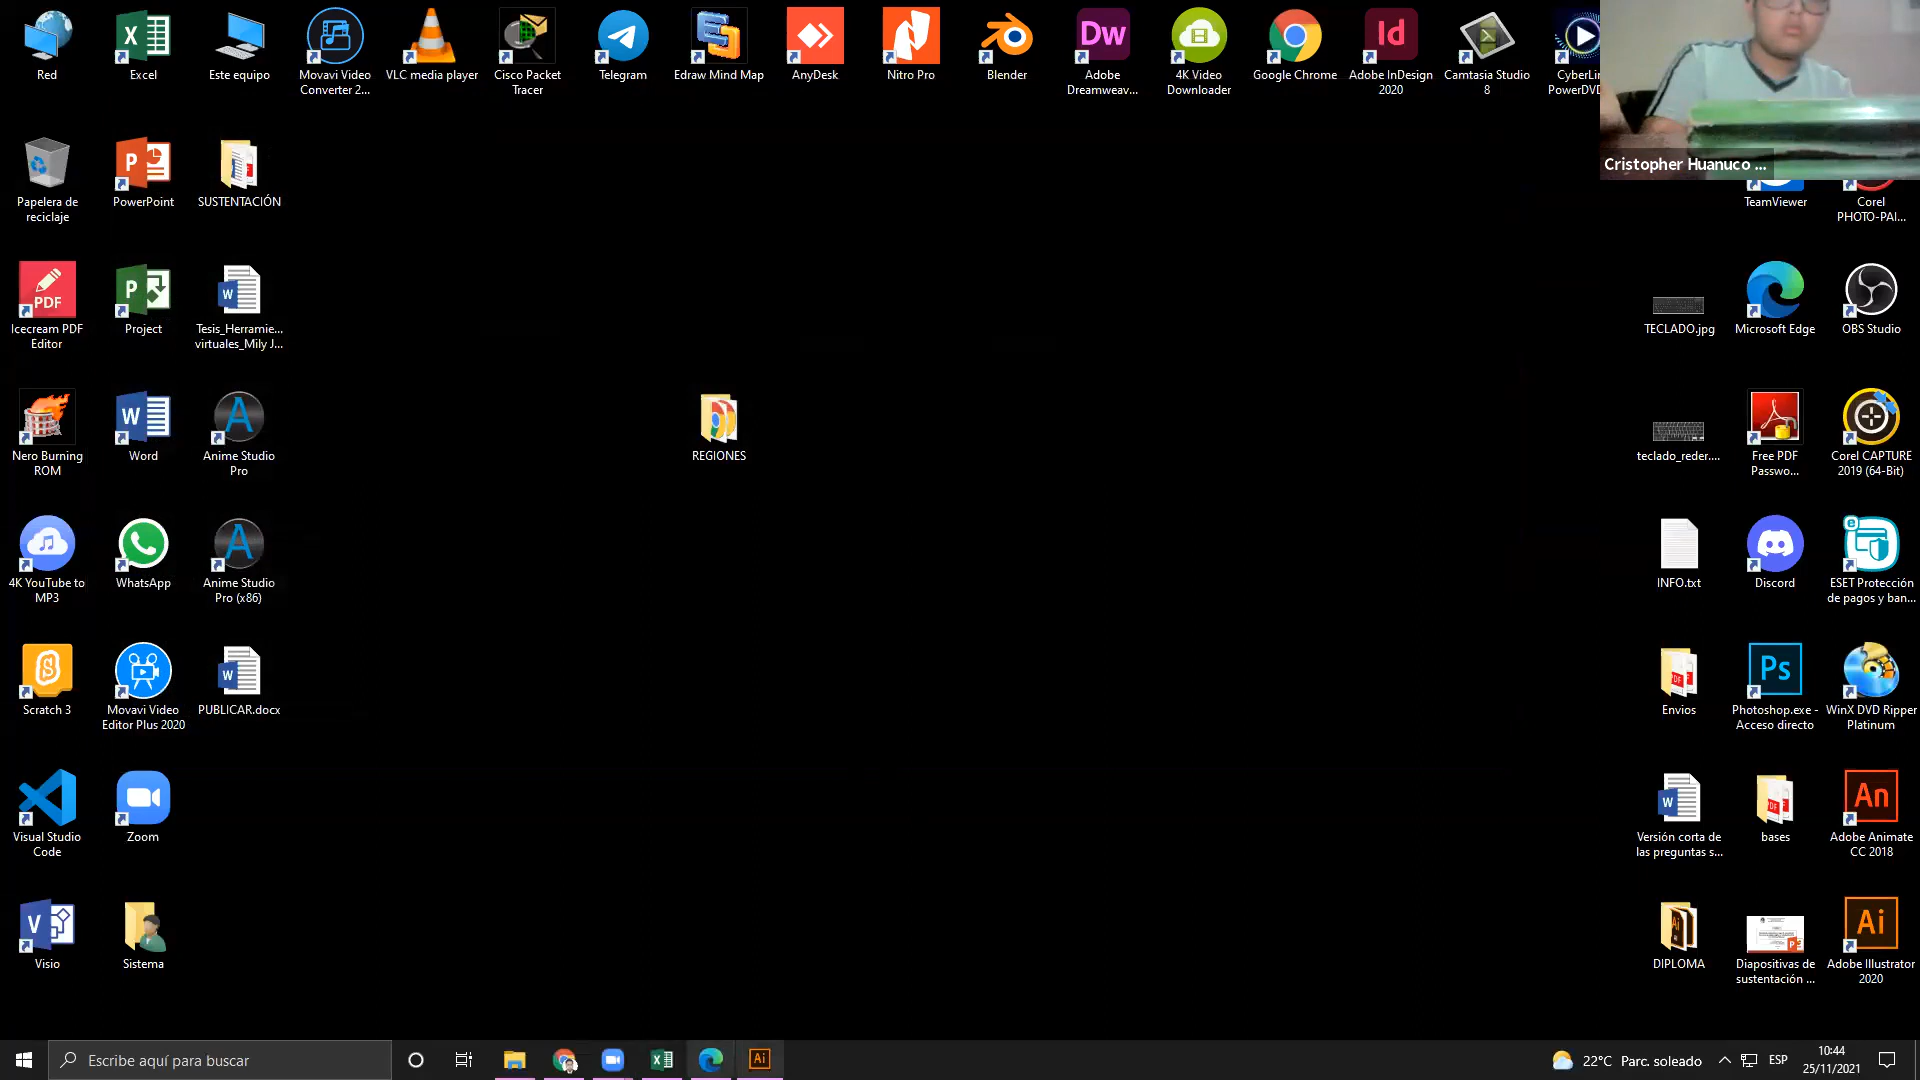 Red
Excel
Este equipo
Movavi Video
Converter 2...
VLC media player
Cisco Packet
Tracer
Telegram
Edraw Mind Map
AnyDesk
Nitro Pro
Blender
Dw
Adobe
Dreamweav...
4K Video
Downloader
Google Chrome
Id
Adobe InDesign
2020
Camtasia Studio
8
Cristopher Huanuco ...
Papelera de
reciclaje
PowerPoint
SUSTENTACIÓN
TeamViewer
Corel
PHOTO-PAI...
PDF
Icecream PDF
Editor
Project
Tesis_Herramie...
virtuales_Mily J...
TECLADO.jpg
Microsoft Edge
OBS Studio
Nero Burning
ROM
Word
Anime Studio
Pro
REGIONES
teclado_reder....
Free PDF
Passwo...
Corel CAPTURE
2019 (64-Bit)
4K YouTube to
MP3
WhatsApp
Anime Studio
Pro (x86)
INFO.txt
Discord
ESET Protección
de pagos y ban...
Scratch 3
Movavi Video
Editor Plus 2020
PUBLICAR.docx
Envios
Ps
Photoshop.exe -
Acceso directo
WinX DVD Ripper
Platinum
Visual Studio
Code
Zoom
Versión corta de
las preguntas s...
bases
An
Adobe Animate
CC 2018
Visio
Sistema
DIPLOMA
Diapositivas de
sustentación ...
Ai
Adobe Illustrator
2020
Escribe aquí para buscar
Ai
22°C Parc. soleado
ESP
10:44
25/11/2021